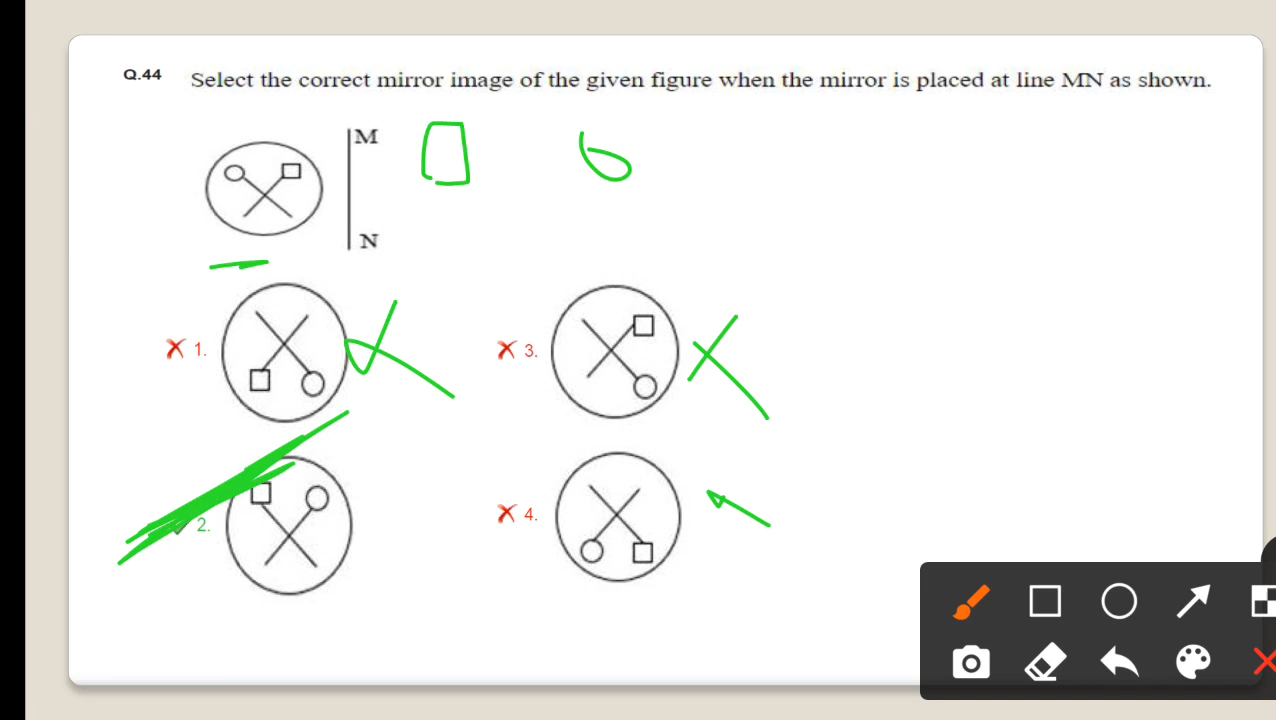 Q.44 Select the correct mirror image of the given figure when the mirror is placed at line MN as shown.
M
N
1.
3.
2.
4.